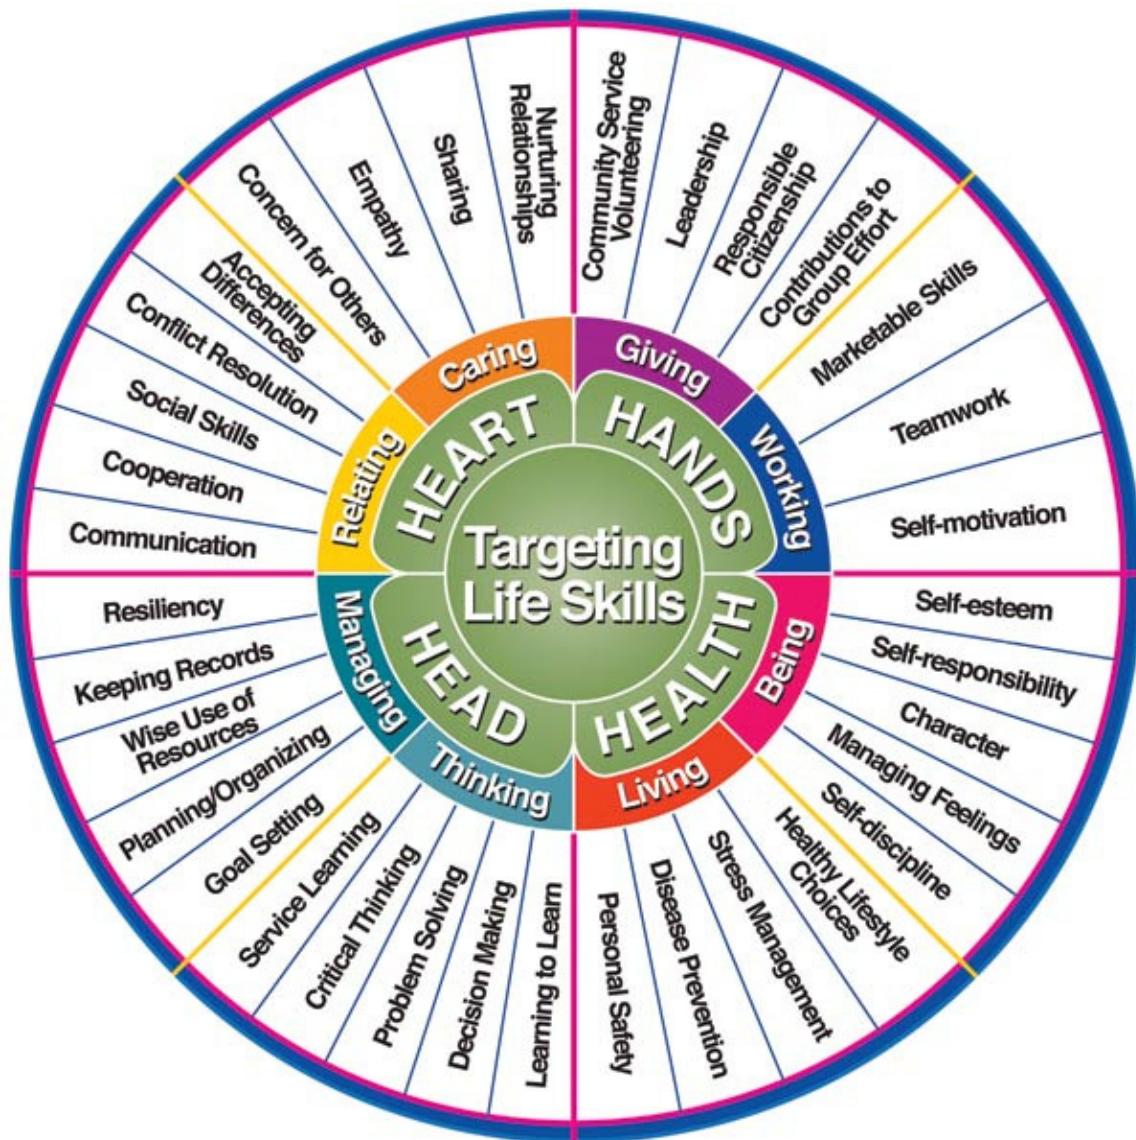 Targeting
Life Skills
HEART
HANDS
HEALTH
HEAD
Caring
Giving
Working
Being
Living
Thinking
Managing
Relating
Nurturing
Relationships
Sharing
Empathy
Concern for Others
Community Service
Volunteering
Leadership
Responsible
Citizenship
Contributions to
Group Effort
Marketable Skills
Teamwork
Self-motivation
Self-esteem
Self-responsibility
Character
Managing Feelings
Self-discipline
Healthy Lifestyle
Choices
Stress Management
Disease Prevention
Personal Safety
Learning to Learn
Decision Making
Problem Solving
Critical Thinking
Service Learning
Goal Setting
Planning/Organizing
Wise Use of
Resources
Keeping Records
Resiliency
Communication
Cooperation
Social Skills
Conflict Resolution
Accepting
Differences